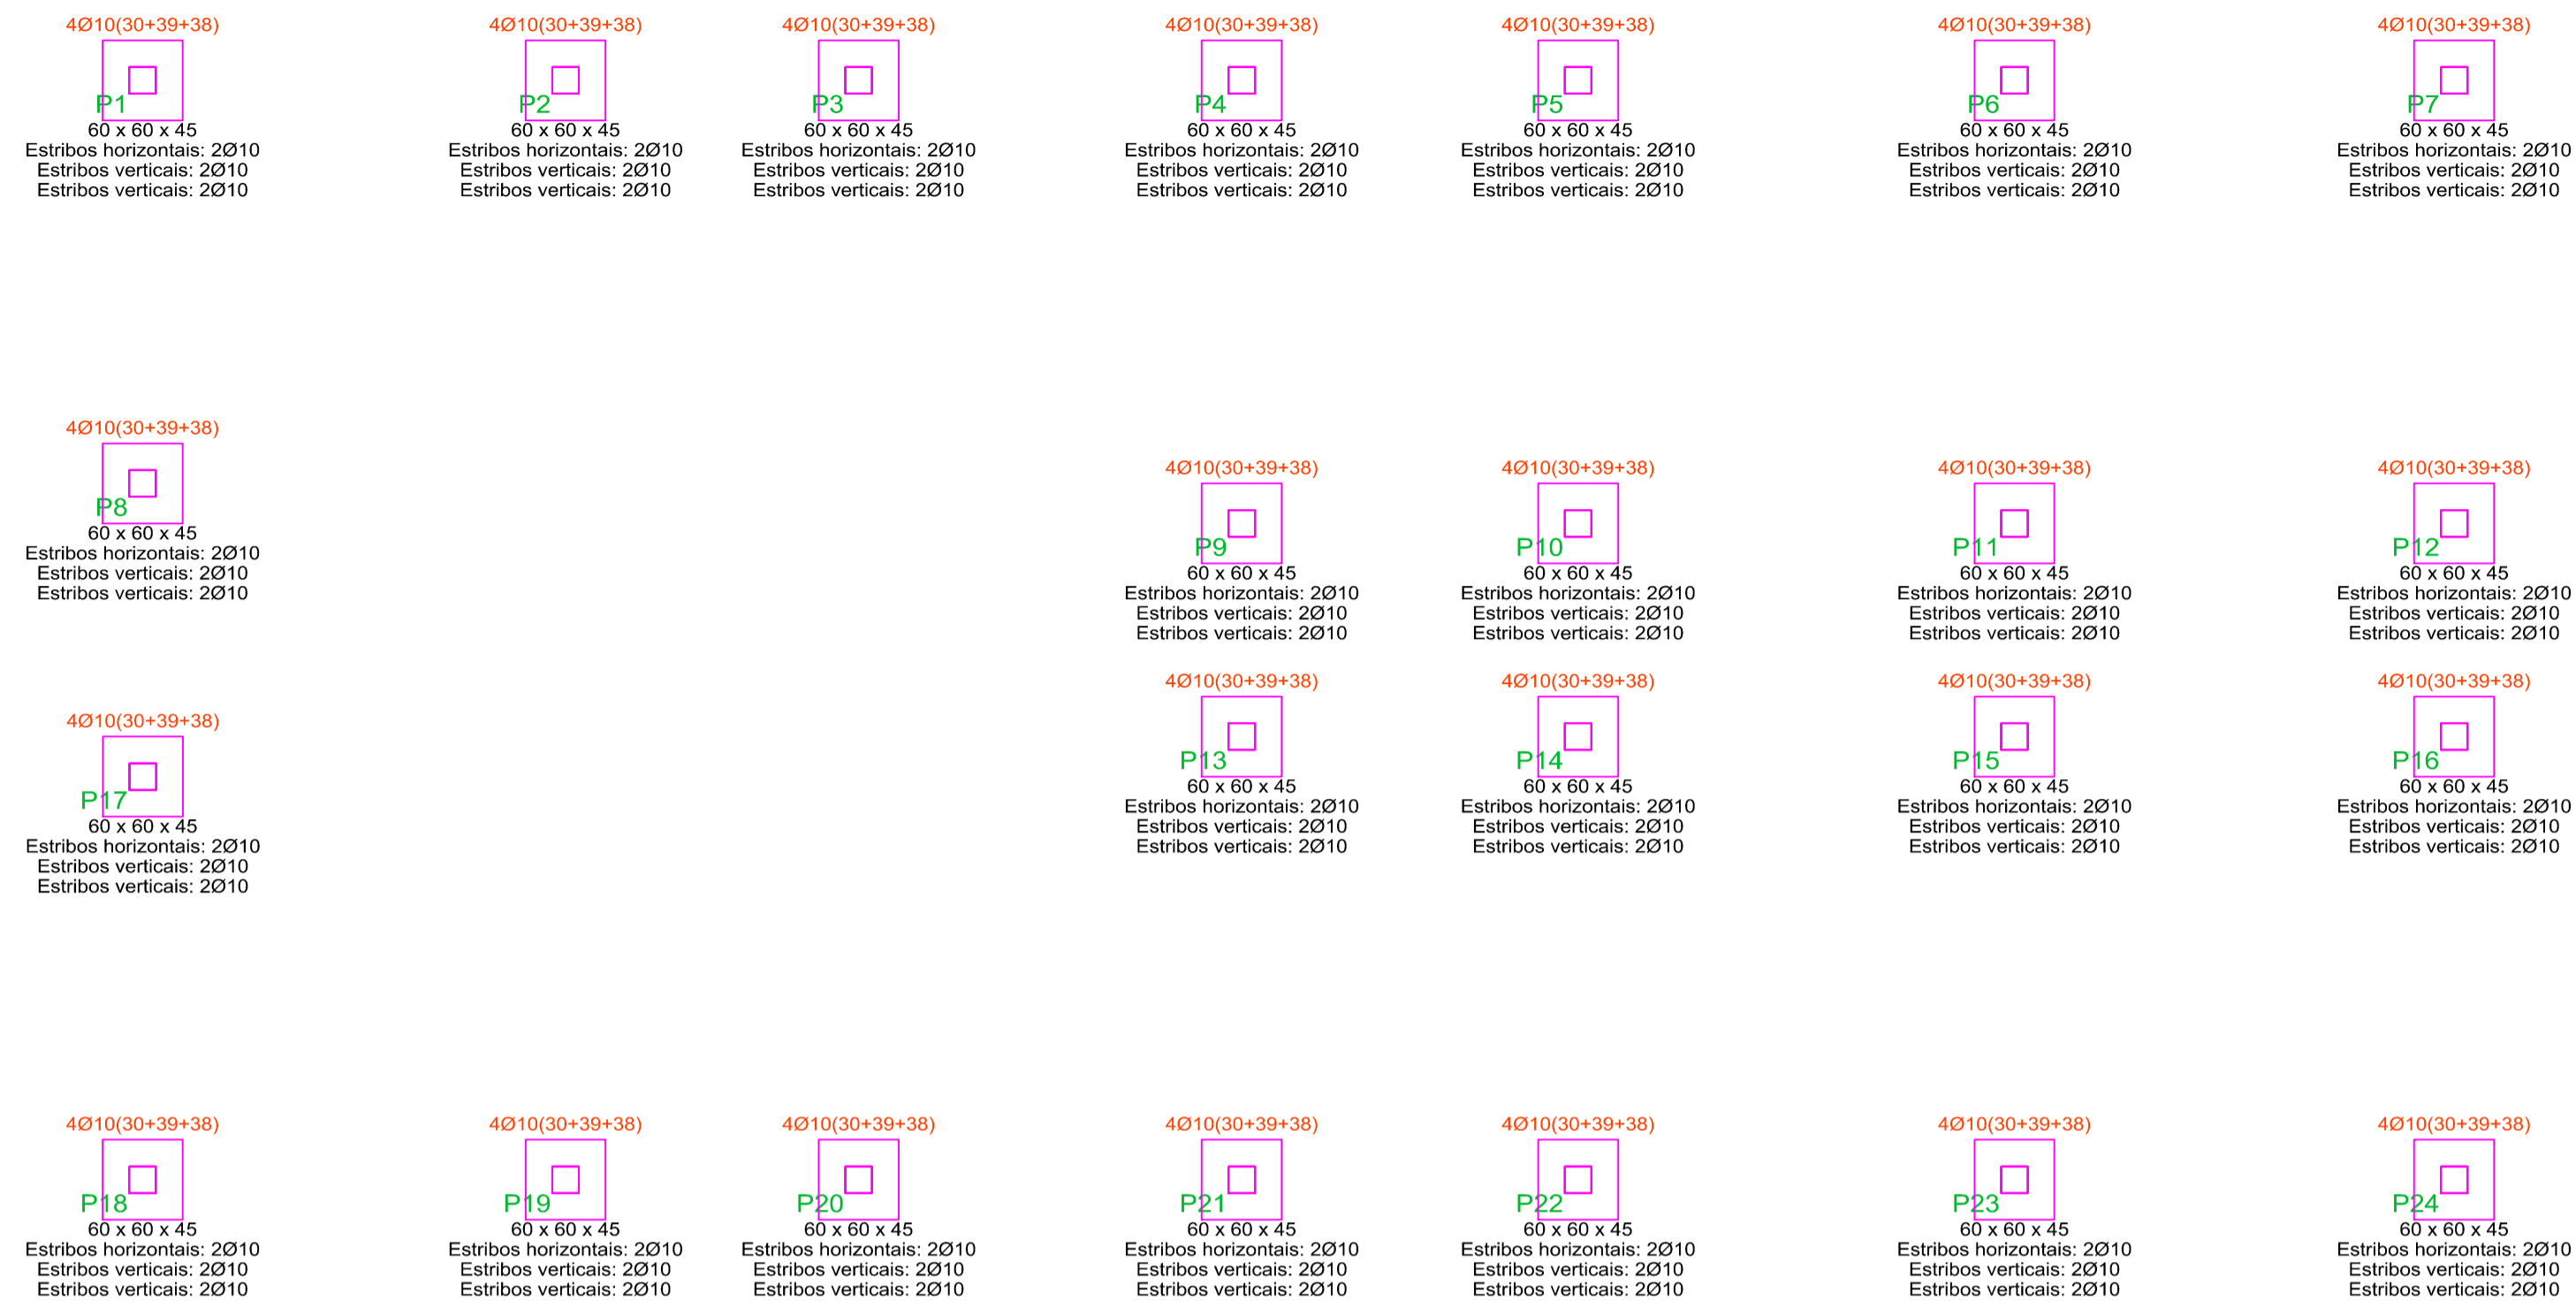 4Ø10(30+39+38)
P1
60 x 60 x 45
Estribos horizontais: 2Ø10
Estribos verticais: 2Ø10
Estribos verticais: 2Ø10
4Ø10(30+39+38)
P2
60 x 60 x 45
Estribos horizontais: 2Ø10
Estribos verticais: 2Ø10
Estribos verticais: 2Ø10
4Ø10(30+39+38)
P3
60 x 60 x 45
Estribos horizontais: 2Ø10
Estribos verticais: 2Ø10
Estribos verticais: 2Ø10
4Ø10(30+39+38)
P4
60 x 60 x 45
Estribos horizontais: 2Ø10
Estribos verticais: 2Ø10
Estribos verticais: 2Ø10
4Ø10(30+39+38)
P5
60 x 60 x 45
Estribos horizontais: 2Ø10
Estribos verticais: 2Ø10
Estribos verticais: 2Ø10
4Ø10(30+39+38)
P6
60 x 60 x 45
Estribos horizontais: 2Ø10
Estribos verticais: 2Ø10
Estribos verticais: 2Ø10
4Ø10(30+39+38)
P7
60 x 60 x 45
Estribos horizontais: 2Ø10
Estribos verticais: 2Ø10
Estribos verticais: 2Ø10
4Ø10(30+39+38)
P8
60 x 60 x 45
Estribos horizontais: 2Ø10
Estribos verticais: 2Ø10
Estribos verticais: 2Ø10
4Ø10(30+39+38)
P9
60 x 60 x 45
Estribos horizontais: 2Ø10
Estribos verticais: 2Ø10
Estribos verticais: 2Ø10
4Ø10(30+39+38)
P10
60 x 60 x 45
Estribos horizontais: 2Ø10
Estribos verticais: 2Ø10
Estribos verticais: 2Ø10
4Ø10(30+39+38)
P11
60 x 60 x 45
Estribos horizontais: 2Ø10
Estribos verticais: 2Ø10
Estribos verticais: 2Ø10
4Ø10(30+39+38)
P12
60 x 60 x 45
Estribos horizontais: 2Ø10
Estribos verticais: 2Ø10
Estribos verticais: 2Ø10
4Ø10(30+39+38)
P17
60 x 60 x 45
Estribos horizontais: 2Ø10
Estribos verticais: 2Ø10
Estribos verticais: 2Ø10
4Ø10(30+39+38)
P13
60 x 60 x 45
Estribos horizontais: 2Ø10
Estribos verticais: 2Ø10
Estribos verticais: 2Ø10
4Ø10(30+39+38)
P14
60 x 60 x 45
Estribos horizontais: 2Ø10
Estribos verticais: 2Ø10
Estribos verticais: 2Ø10
4Ø10(30+39+38)
P15
60 x 60 x 45
Estribos horizontais: 2Ø10
Estribos verticais: 2Ø10
Estribos verticais: 2Ø10
4Ø10(30+39+38)
P16
60 x 60 x 45
Estribos horizontais: 2Ø10
Estribos verticais: 2Ø10
Estribos verticais: 2Ø10
4Ø10(30+39+38)
P18
60 x 60 x 45
Estribos horizontais: 2Ø10
Estribos verticais: 2Ø10
Estribos verticais: 2Ø10
4Ø10(30+39+38)
P19
60 x 60 x 45
Estribos horizontais: 2Ø10
Estribos verticais: 2Ø10
Estribos verticais: 2Ø10
4Ø10(30+39+38)
P20
60 x 60 x 45
Estribos horizontais: 2Ø10
Estribos verticais: 2Ø10
Estribos verticais: 2Ø10
4Ø10(30+39+38)
P21
60 x 60 x 45
Estribos horizontais: 2Ø10
Estribos verticais: 2Ø10
Estribos verticais: 2Ø10
4Ø10(30+39+38)
P22
60 x 60 x 45
Estribos horizontais: 2Ø10
Estribos verticais: 2Ø10
Estribos verticais: 2Ø10
4Ø10(30+39+38)
P23
60 x 60 x 45
Estribos horizontais: 2Ø10
Estribos verticais: 2Ø10
Estribos verticais: 2Ø10
4Ø10(30+39+38)
P24
60 x 60 x 45
Estribos horizontais: 2Ø10
Estribos verticais: 2Ø10
Estribos verticais: 2Ø10